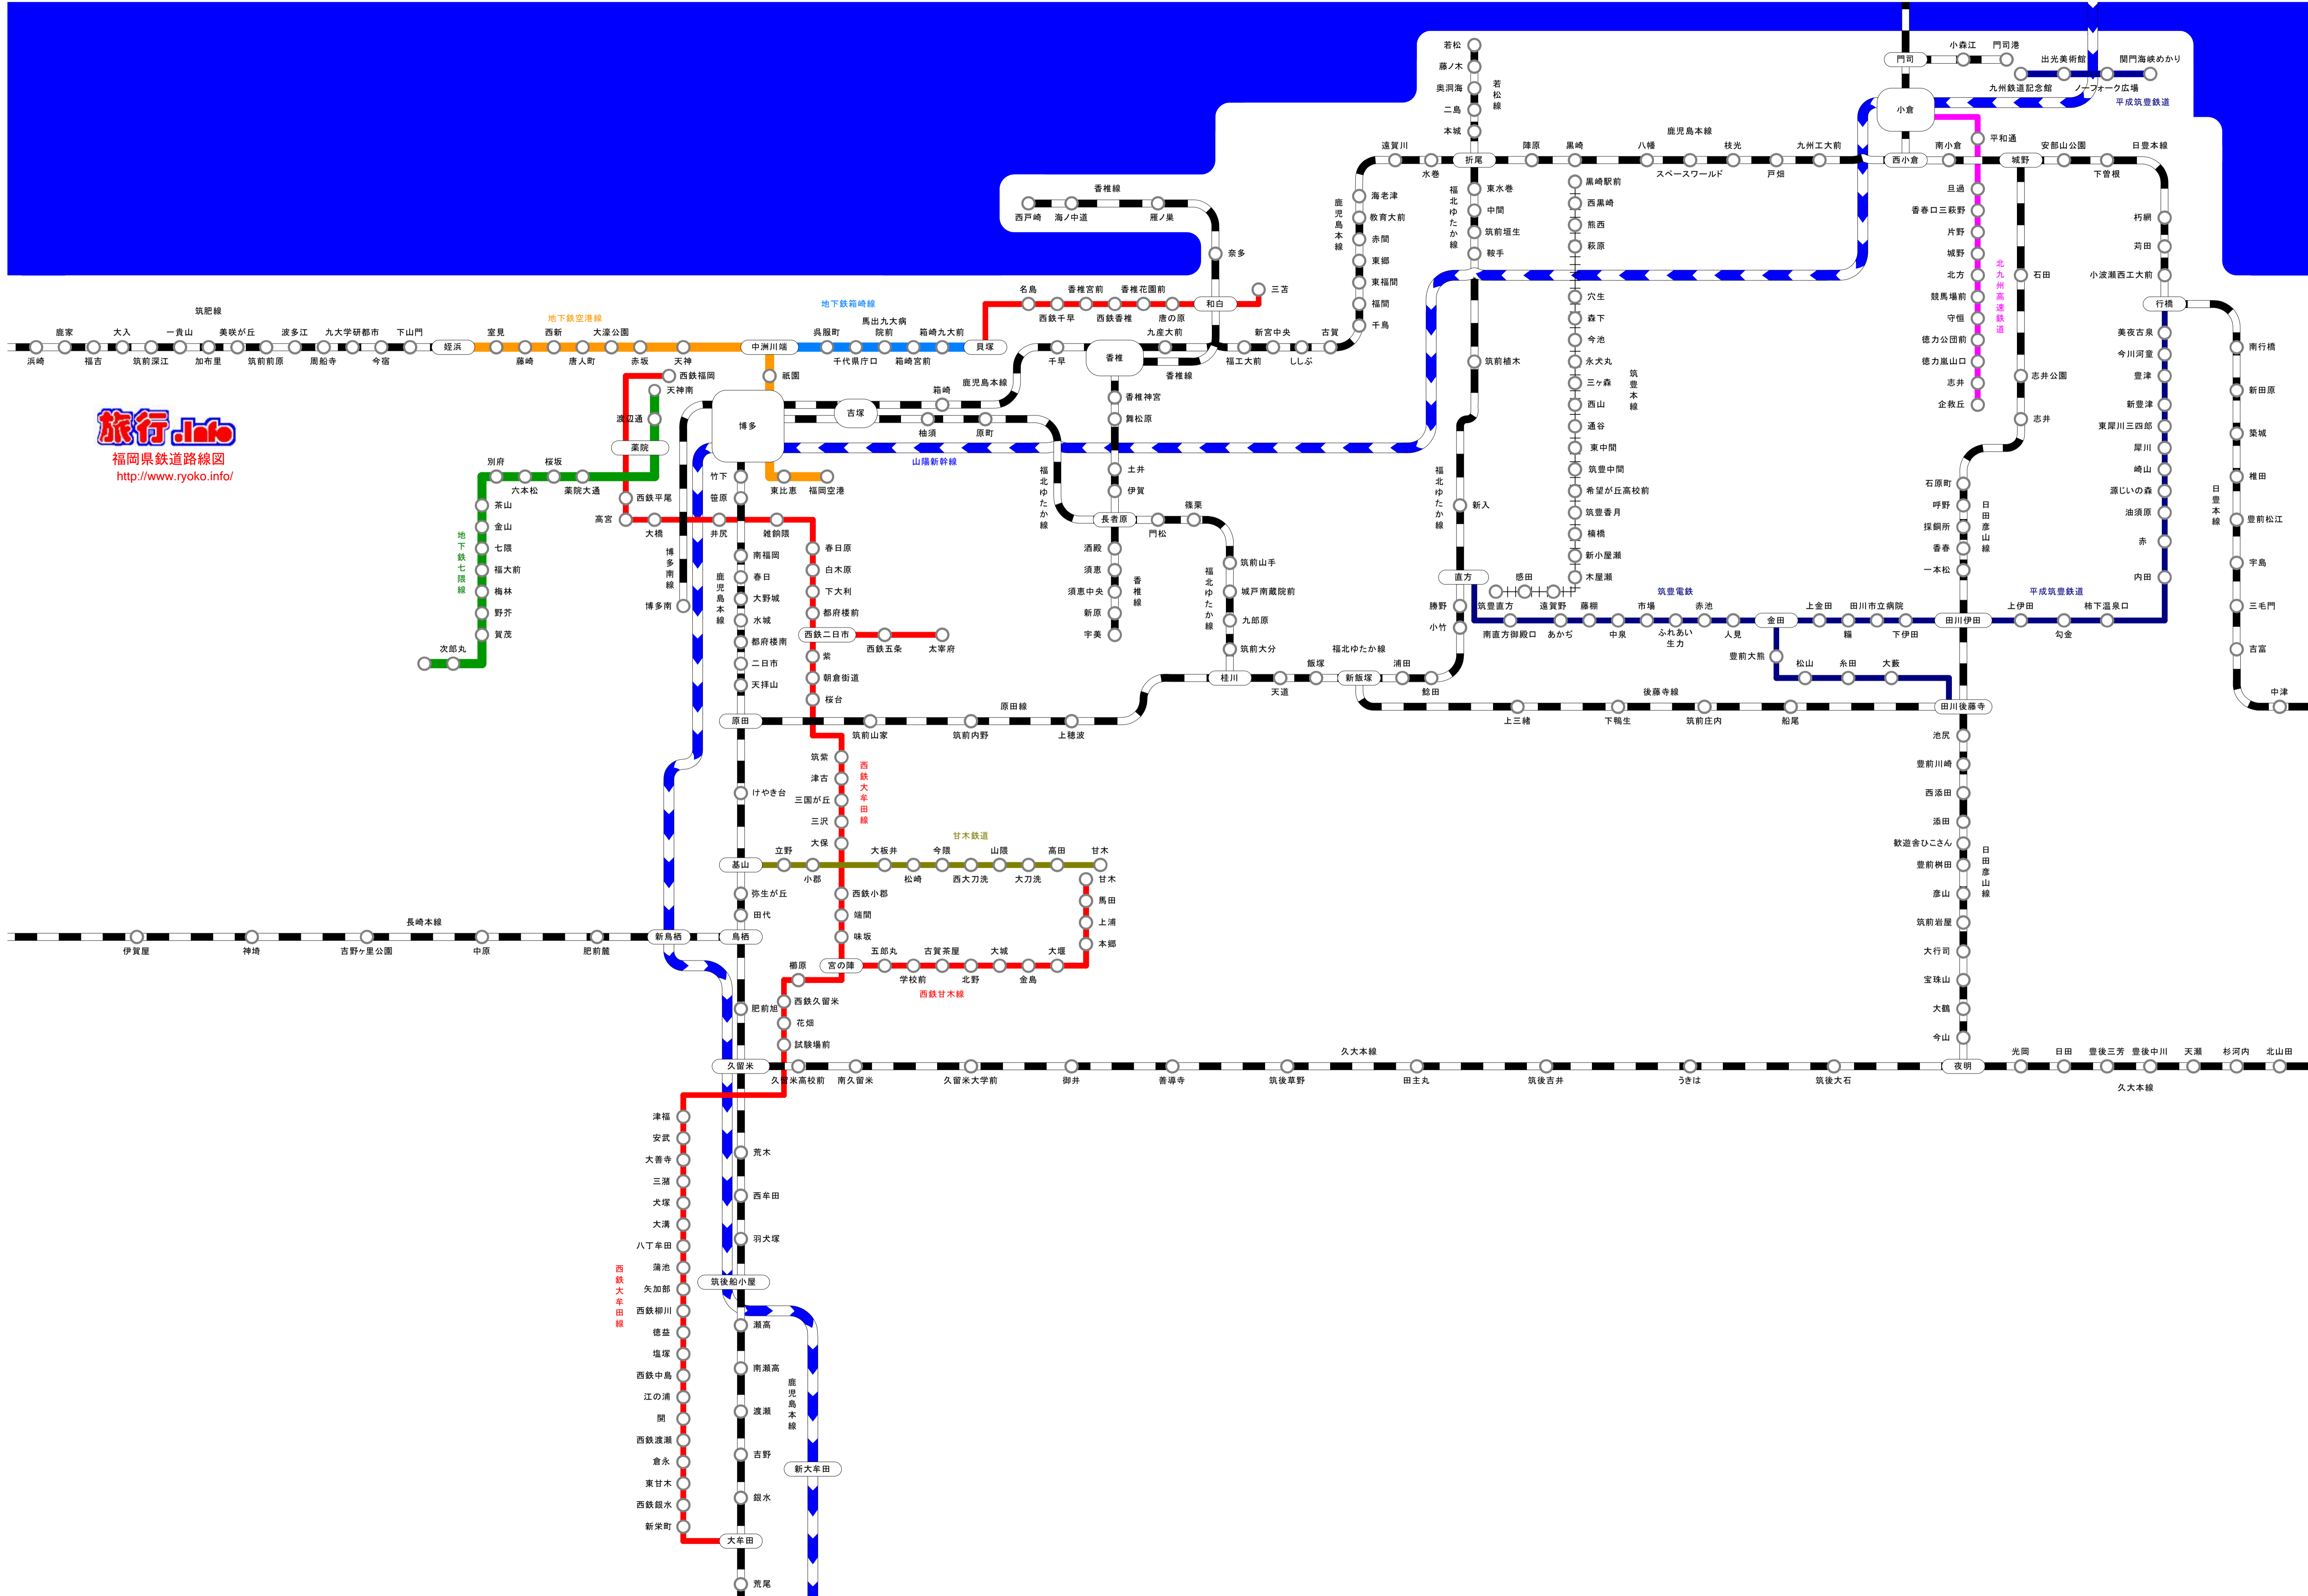 若松
藤ノ木
奥洞海
二島
本城
若松線
門司
小森江
門司港
出光美術館
関門海峡めかり
九州鉄道記念館
ノーフォーク広場
平成筑豊鉄道
小倉
平和通
遠賀川
水巻
折尾
陣原
黒崎
八幡
鹿児島本線
スペースワールド
枝光
戸畑
九州工大前
西小倉
南小倉
城野
安部山公園
下曽根
日豊本線
香椎線
西戸崎
海ノ中道
雁ノ巣
奈多
海老津
教育大前
赤間
東郷
東福間
福間
千鳥
鹿児島本線
福北ゆたか線
東水巻
中間
筑前垣生
鞍手
筑前植木
新入
福北ゆたか線
黒崎駅前
西黒崎
熊西
萩原
穴生
森下
今池
永犬丸
三ヶ森
西山
通谷
東中間
筑豊中間
希望が丘高校前
筑豊香月
楠橋
新小屋瀬
木屋瀬
筑豊本線
旦過
香春口三萩野
片野
城野
北方
競馬場前
守恒
徳力公団前
徳力嵐山口
志井
企救丘
北九州高速鉄道
石田
志井公園
志井
朽網
苅田
小波瀬西工大前
行橋
美夜古泉
今川河童
豊津
新豊津
東犀川三四郎
犀川
崎山
源じいの森
油須原
赤
内田
南行橋
新田原
築城
椎田
豊前松江
宇島
三毛門
吉富
中津
日豊本線
筑肥線
浜崎
鹿家
福吉
大入
筑前深江
一貴山
加布里
美咲が丘
筑前前原
波多江
周船寺
九大学研都市
今宿
下山門
姪浜
地下鉄空港線
室見
藤崎
西新
唐人町
大濠公園
赤坂
天神
中洲川端
地下鉄箱崎線
呉服町
千代県庁口
馬出九大病
院前
箱崎宮前
箱崎九大前
貝塚
名島
西鉄千早
香椎宮前
西鉄香椎
香椎花園前
唐の原
和白
三苫
千早
香椎
九産大前
香椎線
福工大前
新宮中央
ししぶ
古賀
鹿児島本線
西鉄福岡
天神南
渡辺通
薬院
祇園
博多
吉塚
箱崎
柚須
原町
山陽新幹線
東比恵
福岡空港
旅行.Info
福岡県鉄道路線図
http://www.ryoko.info/
別府
六本松
桜坂
薬院大通
茶山
金山
七隈
福大前
梅林
野芥
賀茂
次郎丸
地下鉄七隈線
西鉄平尾
高宮
大橋
井尻
雑餉隈
博多南線
博多南
竹下
笹原
南福岡
春日
大野城
水城
都府楼南
二日市
天拝山
原田
鹿児島本線
春日原
白木原
下大利
都府楼前
西鉄二日市
西鉄五条
太宰府
紫
朝倉街道
桜台
香椎神宮
舞松原
土井
伊賀
長者原
酒殿
須恵
須恵中央
新原
宇美
香椎線
福北ゆたか線
門松
篠栗
筑前山手
城戸南蔵院前
九郎原
筑前大分
福北ゆたか線
桂川
天道
飯塚
福北ゆたか線
新飯塚
浦田
鯰田
小竹
勝野
直方
筑豊直方
感田
遠賀野
南直方御殿口
あかぢ
藤棚
中泉
市場
ふれあい
生力
赤池
人見
筑豊電鉄
金田
上金田
糒
田川市立病院
下伊田
田川伊田
上伊田
勾金
柿下温泉口
平成筑豊鉄道
豊前大熊
松山
糸田
大藪
後藤寺線
上三緒
下鴨生
筑前庄内
船尾
田川後藤寺
石原町
呼野
採銅所
香春
一本松
日田彦山線
池尻
豊前川崎
西添田
添田
歓遊舎ひこさん
豊前桝田
彦山
筑前岩屋
大行司
宝珠山
大鶴
今山
日田彦山線
夜明
原田線
筑前山家
筑前内野
上穂波
筑紫
津古
三国が丘
三沢
大保
西鉄大牟田線
けやき台
基山
甘木鉄道
立野
小郡
大板井
松崎
今隈
西大刀洗
山隈
大刀洗
高田
甘木
甘木
馬田
上浦
本郷
弥生が丘
田代
西鉄小郡
端間
味坂
長崎本線
伊賀屋
神埼
吉野ヶ里公園
中原
肥前麓
新鳥栖
鳥栖
宮の陣
五郎丸
学校前
古賀茶屋
北野
大城
金島
大堰
西鉄甘木線
櫛原
西鉄久留米
花畑
試験場前
肥前旭
久留米
久留米高校前
南久留米
久留米大学前
御井
善導寺
筑後草野
久大本線
田主丸
筑後吉井
うきは
筑後大石
光岡
日田
豊後三芳
豊後中川
天瀬
杉河内
北山田
久大本線
津福
安武
大善寺
三潴
犬塚
大溝
八丁牟田
蒲池
矢加部
西鉄柳川
徳益
塩塚
西鉄中島
江の浦
開
西鉄渡瀬
倉永
東甘木
西鉄銀水
新栄町
西鉄大牟田線
荒木
西牟田
羽犬塚
筑後船小屋
瀬高
南瀬高
渡瀬
吉野
銀水
大牟田
荒尾
鹿児島本線
新大牟田